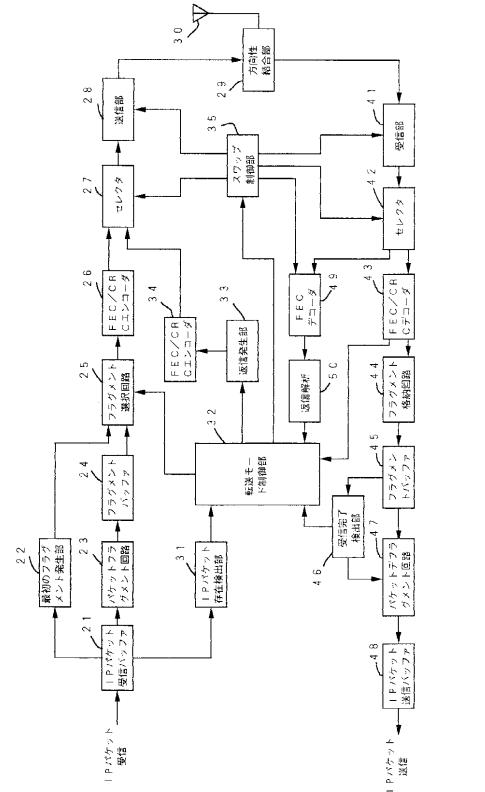 30
28
送信部
方向性
結合部
29
27
セレクタ
35
スワップ
制御部
41
受信部
42
セレクタ
26
FEC/CR
Cエンコーダ
34
FEC/CR
Cエンコーダ
33
返信発生部
FEC
デコーダ
49
43
FEC/CR
Cデコーダ
25
フラグメント
選択回路
返信解析
50
44
フラグメント
格納回路
24
フラグメント
バッファ
32
転送モー
ド制御部
45
フラグメン
トバッファ
22
最初のフラグ
メント発生部
23
パケットフラ
グメント回路
31
IPパケット
存在検出部
受信完了
検出部
46
47
パケットデフラ
グメント回路
21
IPパケット
受信バッファ
48
IPパケット
送信バッファ
IPパケット
受信
IPパケット
送信